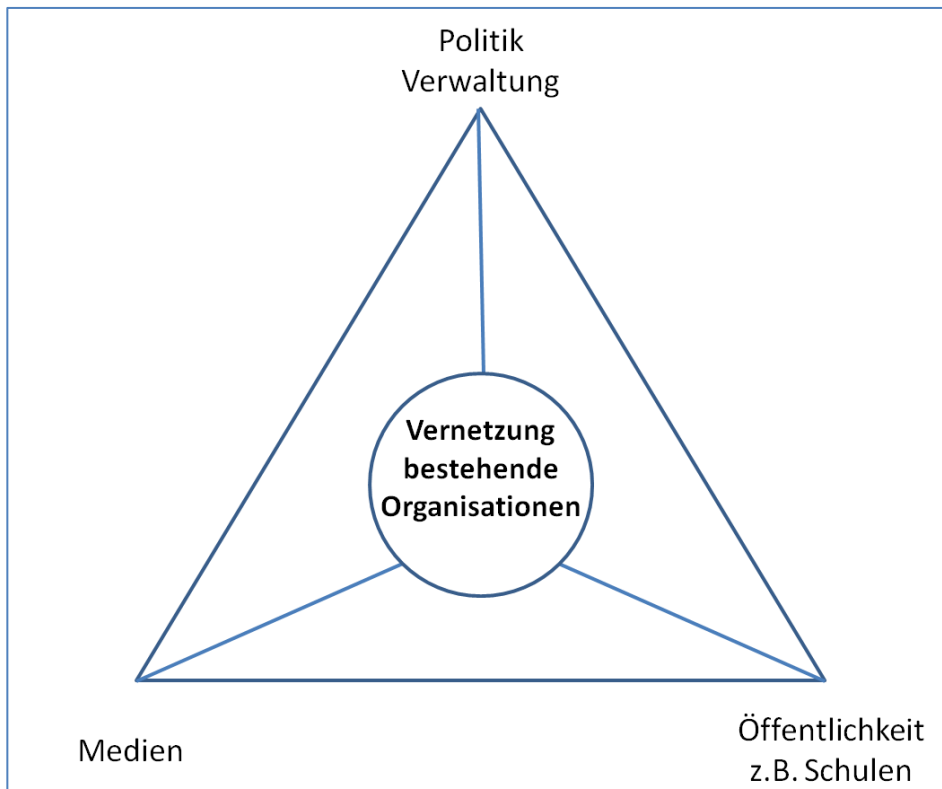 Politik
Verwaltung
Vernetzung
bestehende
Organisationen
Medien
Öffentlichkeit
z.B. Schulen